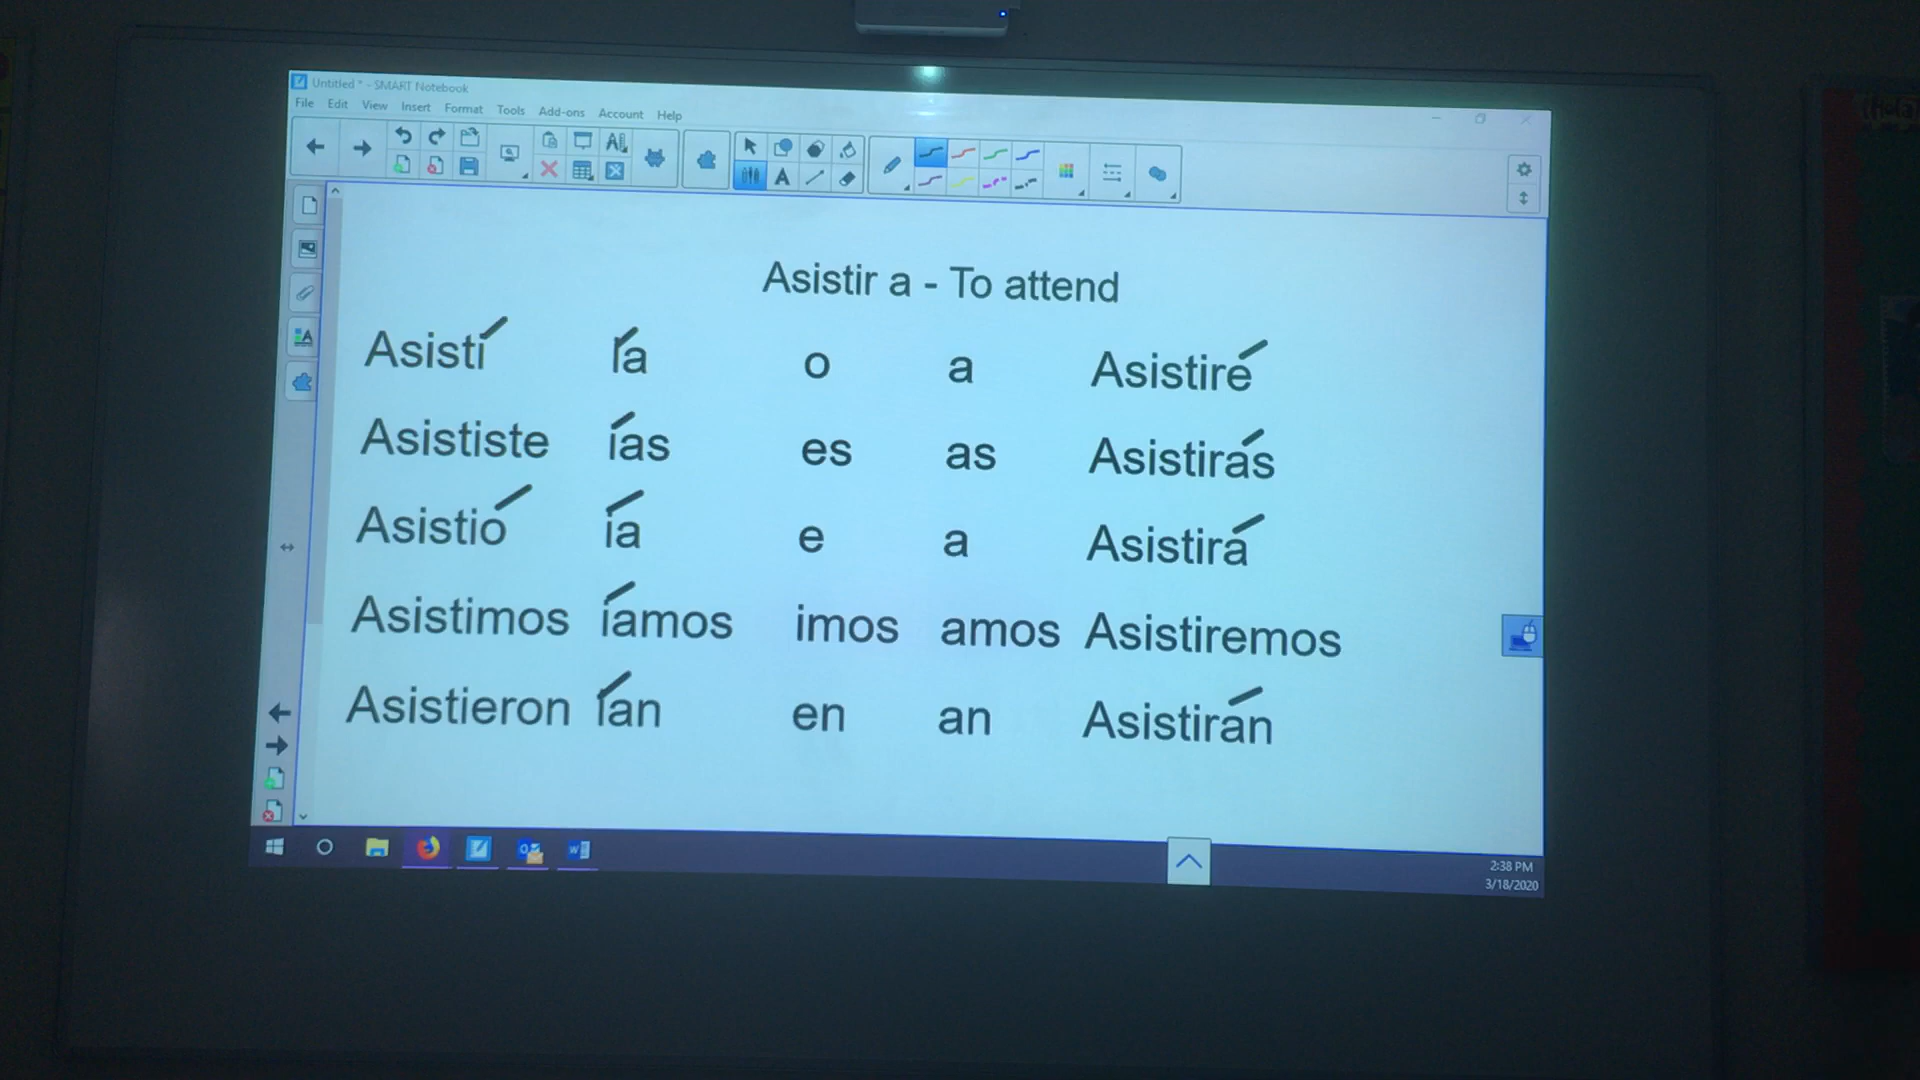 Untitled * - SMART Notebook
File Edit View Insert Format Tools Add-ons Account Help
Asistir a - To attend
Asistí ía o a Asistiré
Asististe ías es as Asistirás
Asistió ía e a Asistirá
Asistimos íamos imos amos Asistiremos
Asistieron ían en an Asistirán
2:38 PM
3/18/2020